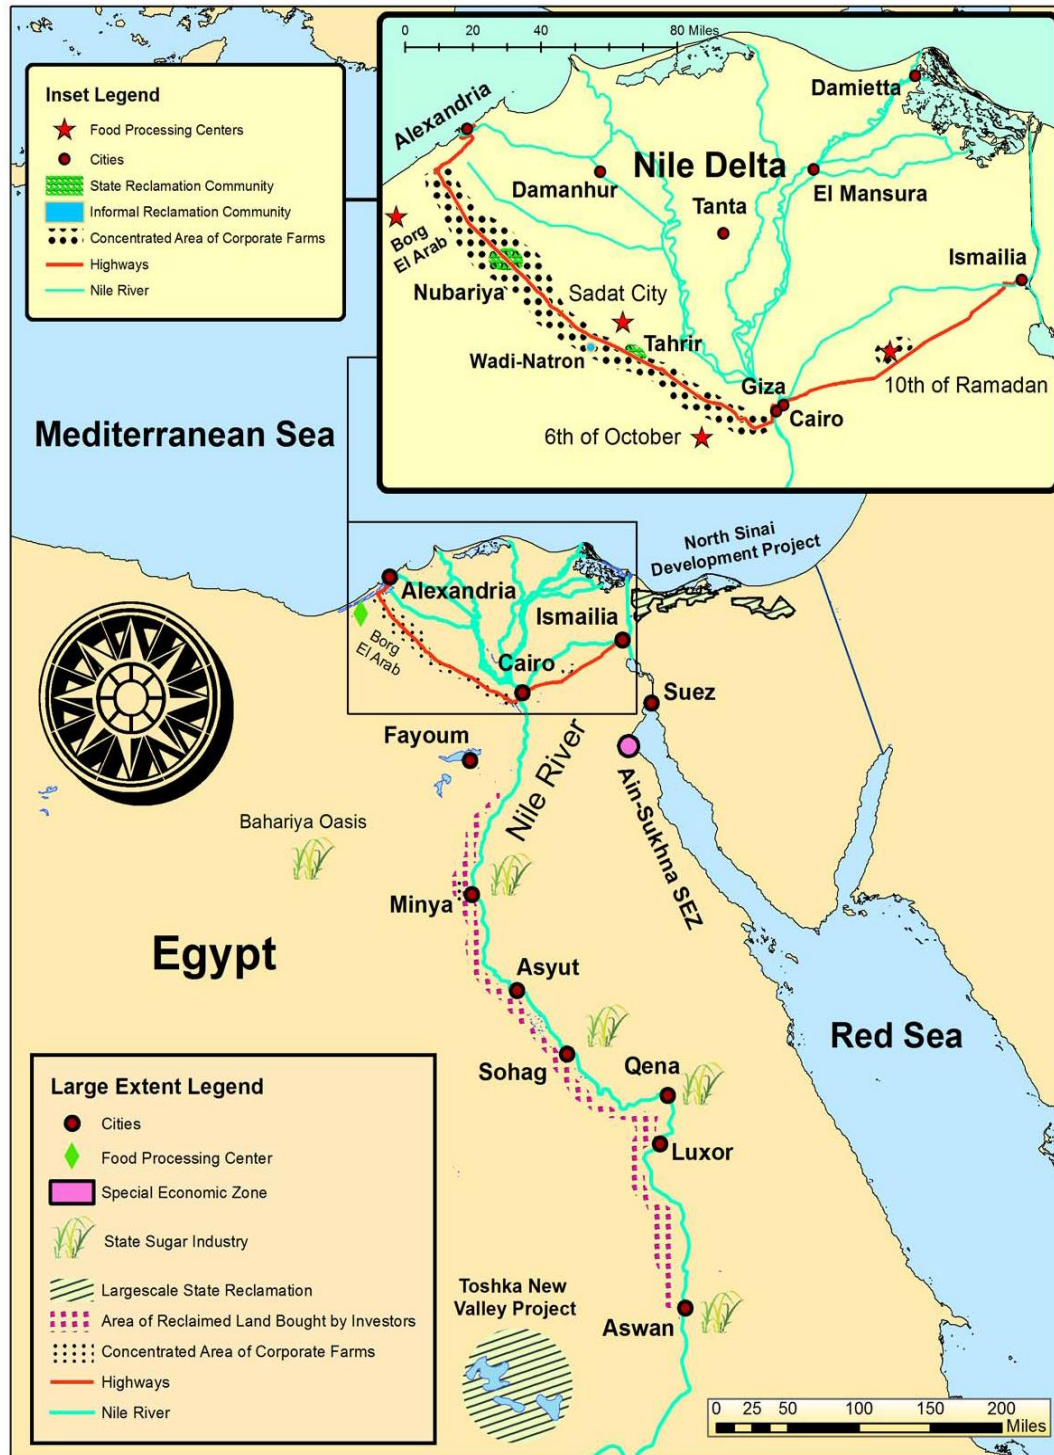 0 20 40 80 Miles
Inset Legend
Food Processing Centers
Cities
State Reclamation Community
Informal Reclamation Community
Concentrated Area of Corporate Farms
Highways
Nile River
Alexandria
Damietta
Damanhur
Nile Delta
El Mansura
Tanta
Borg
El Arab
Ismailia
Nubariya
Sadat City
Tahrir
Wadi-Natron
Giza
10th of Ramadan
Cairo
6th of October
Mediterranean Sea
North Sinai
Development Project
Alexandria
Ismailia
Borg
El Arab
Cairo
Suez
Fayoum
Nile River
Ain-Sukhna SEZ
Bahariya Oasis
Minya
Egypt
Asyut
Red Sea
Sohag
Qena
Luxor
Toshka New
Valley Project
Aswan
Large Extent Legend
Cities
Food Processing Center
Special Economic Zone
State Sugar Industry
Largescale State Reclamation
Area of Reclaimed Land Bought by Investors
Concentrated Area of Corporate Farms
Highways
Nile River
0 25 50 100 150 200
Miles